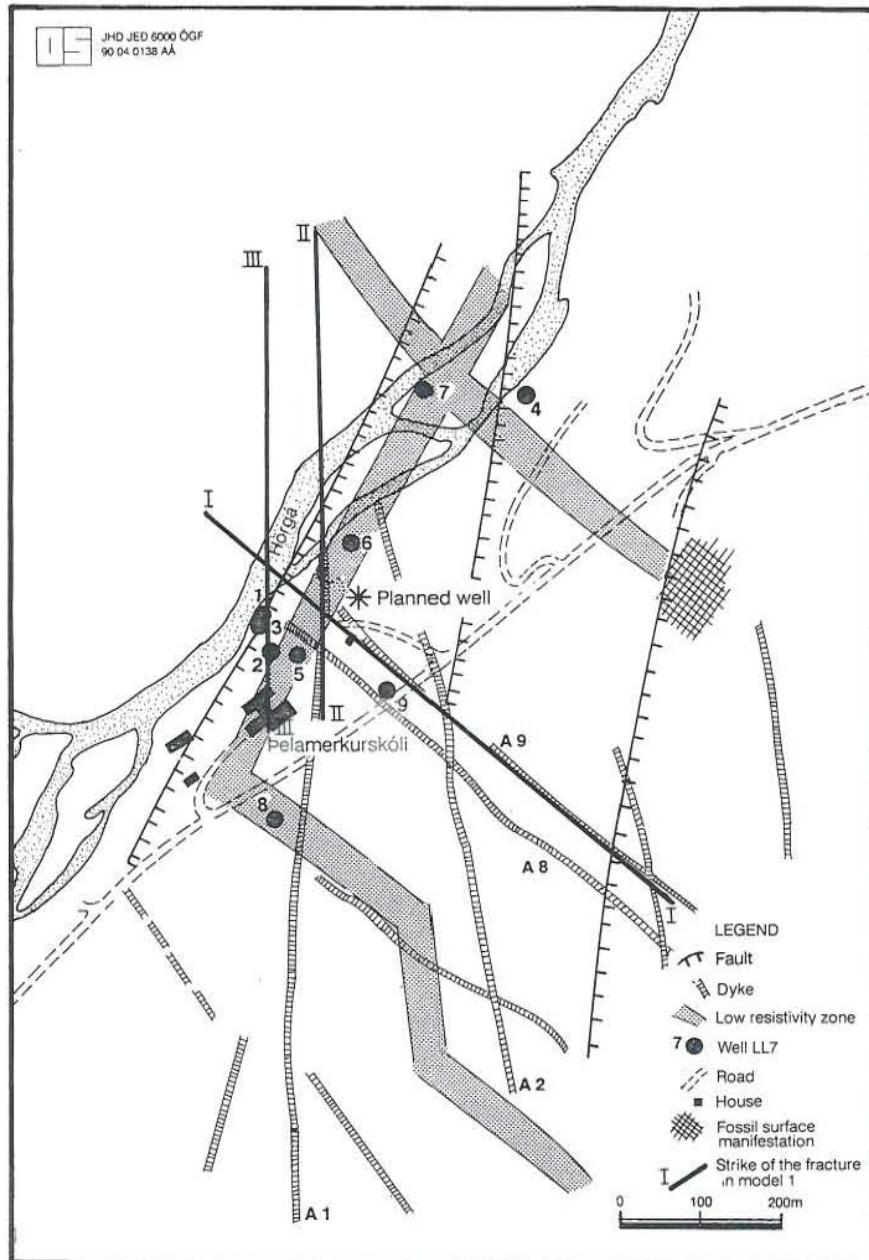 OS
JHD JED 6000 ÓGF
90 04 0138 AÁ
II
III
7
4
I
Hörgá
6
1
Planned well
3
2
5
9
II
III
Þelamerkurskóli
A 9
8
A 8
I
LEGEND
Fault
Dyke
Low resistivity zone
7 Well LL7
A 2
Road
House
Fossil surface
manifestation
I Strike of the fracture
in model 1
0 100 200m
A 1